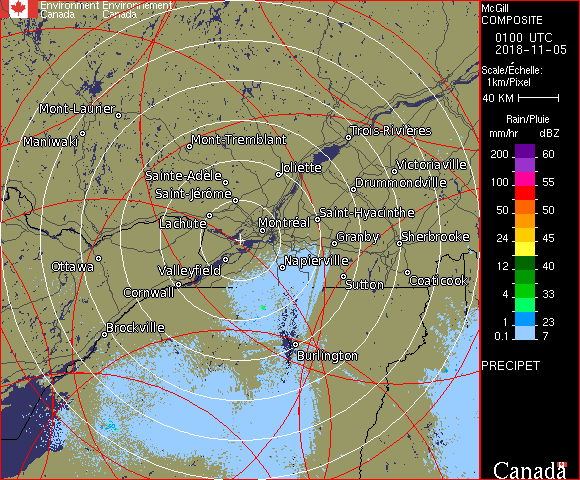 Environment Environnement
Canada Canada
McGill
COMPOSITE
0100 UTC
2018-11-05
Scale/Échelle:
1km/Pixel
40 KM
Rain/Pluie
mm/hr dBZ
200 60
55
100 55
50 50
24 45
12 40
4 33
1 23
0.1 7
PRECIPET
Canada
Mont-Laurier
Maniwaki
Mont-Tremblant
Trois-Rivières
Joliette
Victoriaville
Sainte-Adèle
Drummondville
Saint-Jérôme
Saint-Hyacinthe
Lachute
Montréal
Granby
Sherbrooke
Ottawa
Valleyfield
Napierville
Cornwall
Sutton
Coaticook
Brockville
Burlington